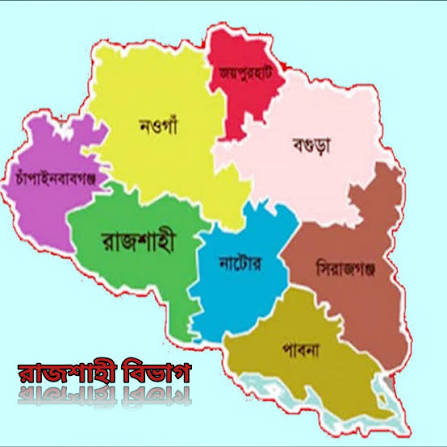 জয়পুরহাট
নওগাঁ
বগুড়া
চাঁপাইনবাবগঞ্জ
রাজশাহী
নাটোর
সিরাজগঞ্জ
পাবনা
রাজশাহী বিভাগ